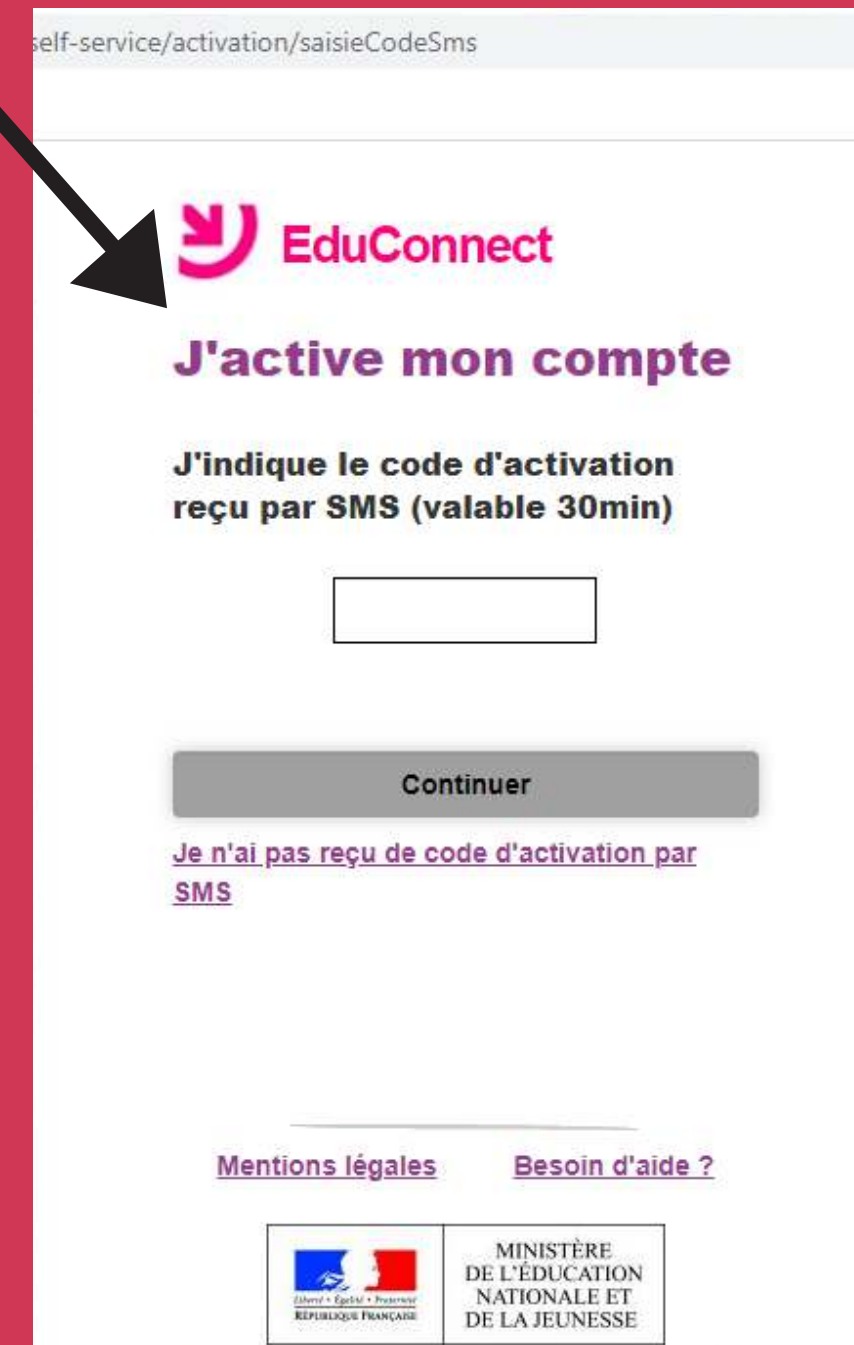 self-service/activation/saisieCodeSms
EduConnect
J'active mon compte
J'indique le code d'activation
reçu par SMS (valable 30min)
Continuer
Je n'ai pas reçu de code d'activation par
SMS
Mentions légales
Besoin d'aide ?
Liberté • Égalité • Fraternité
RÉPUBLIQUE FRANÇAISE
MINISTÈRE
DE L'ÉDUCATION
NATIONALE ET
DE LA JEUNESSE